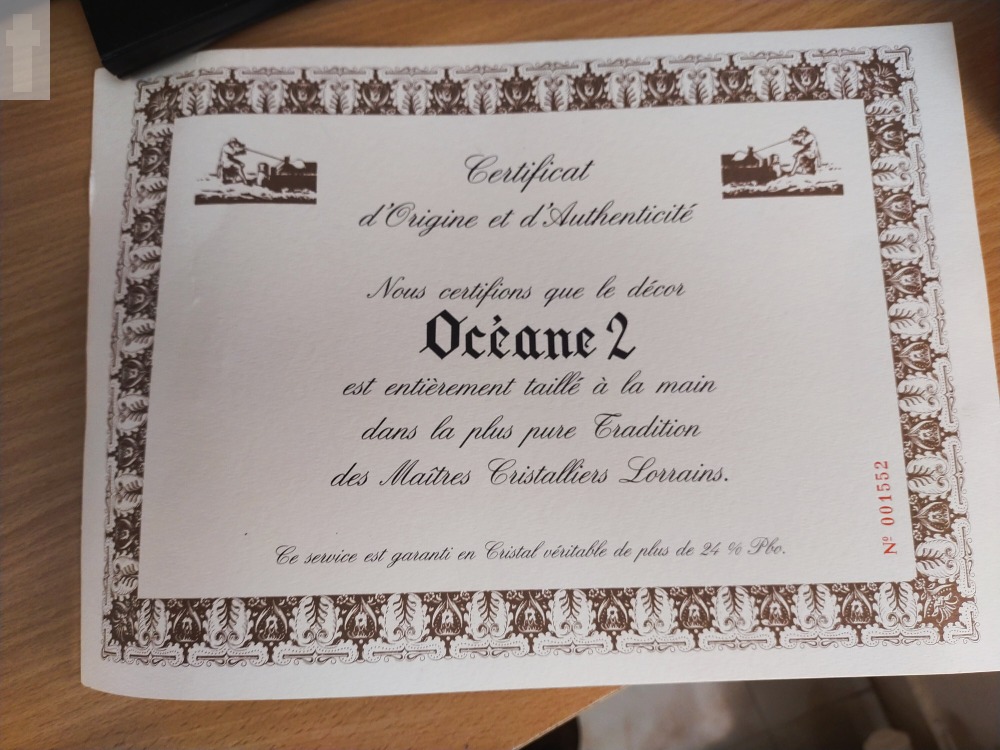 Certificat
d'Origine et d'Authenticité
Nous certifions que le décor
Océane 2
est entièrement taillé à la main
dans la plus pure Tradition
des Maîtres Cristalliers Lorrains.
Ce service est garanti en Cristal véritable de plus de 24 % Pbo.
Nº 001552
t